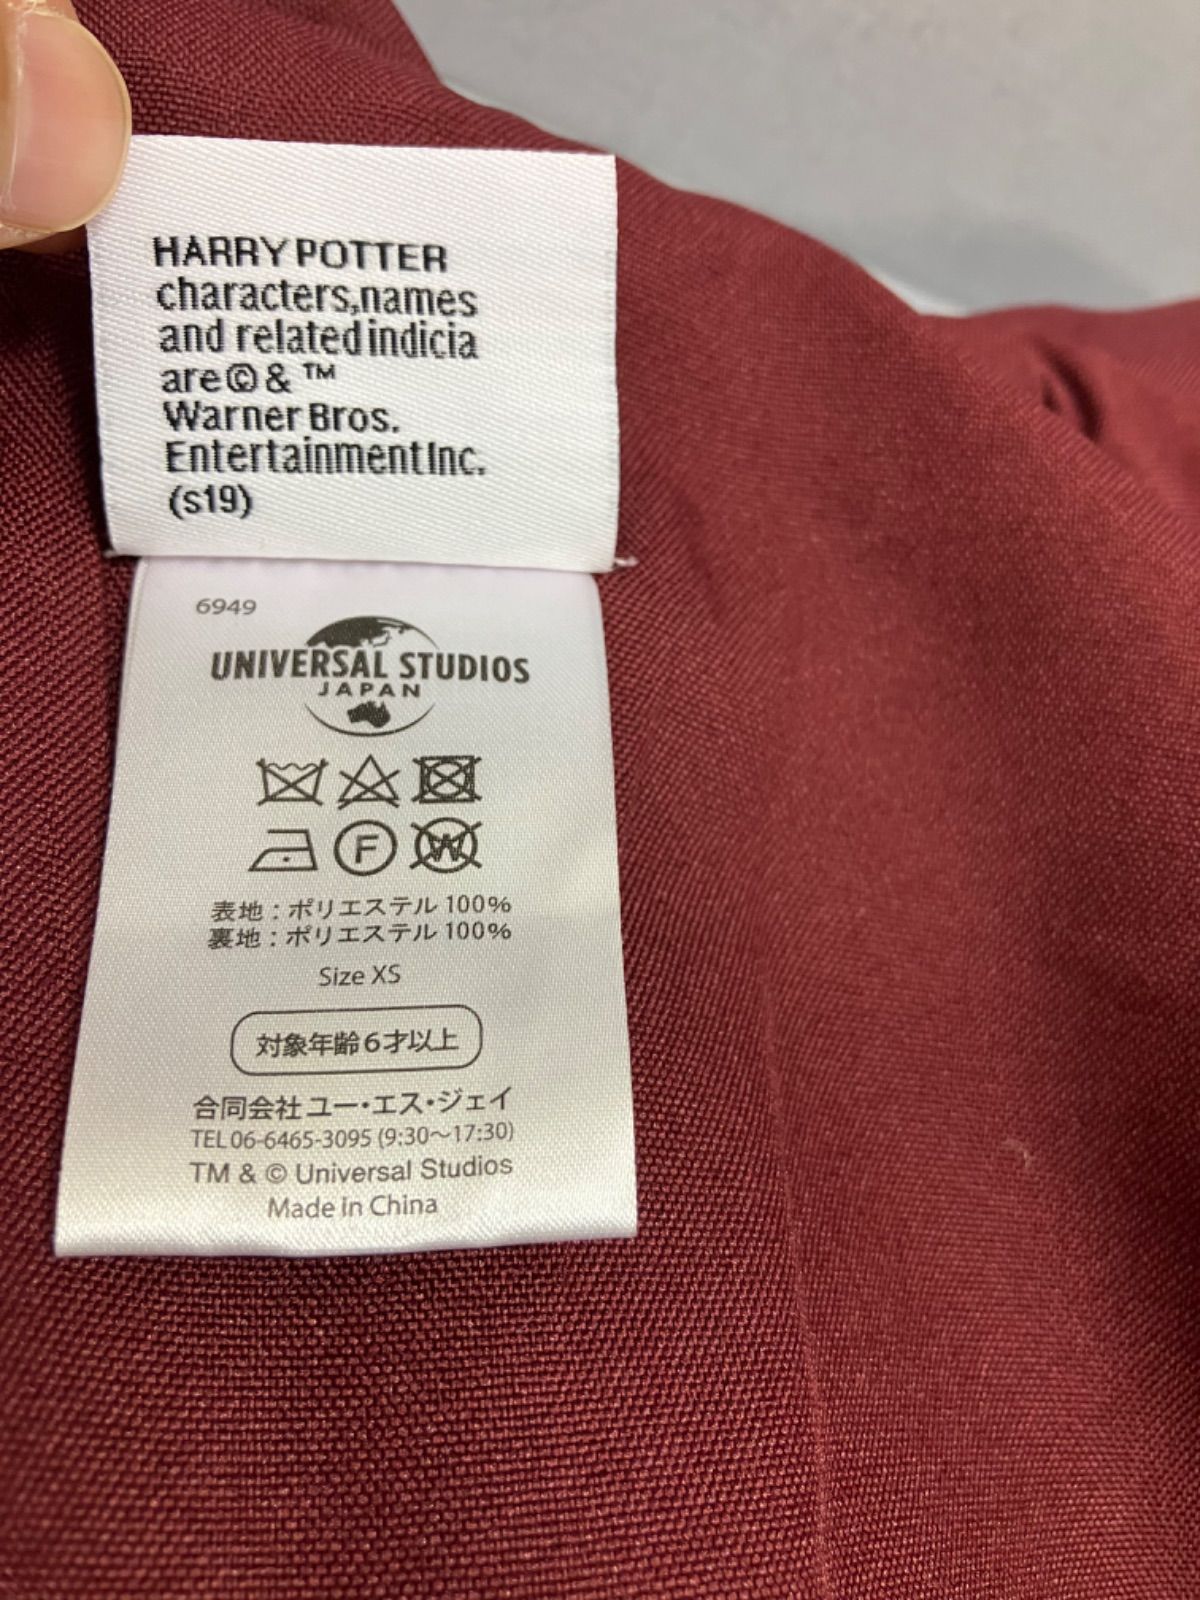 HARRY POTTER
characters,names
and related indicia
are © & ™
Warner Bros.
Entertainment Inc.
(s19)
6949
UNIVERSAL STUDIOS
JAPAN
F
W
表地：ポリエステル 100%
裏地：ポリエステル 100%
Size XS
対象年齢6才以上
合同会社ユー・エス・ジェイ
TEL 06-6465-3095 (9:30〜17:30)
TM & © Universal Studios
Made in China